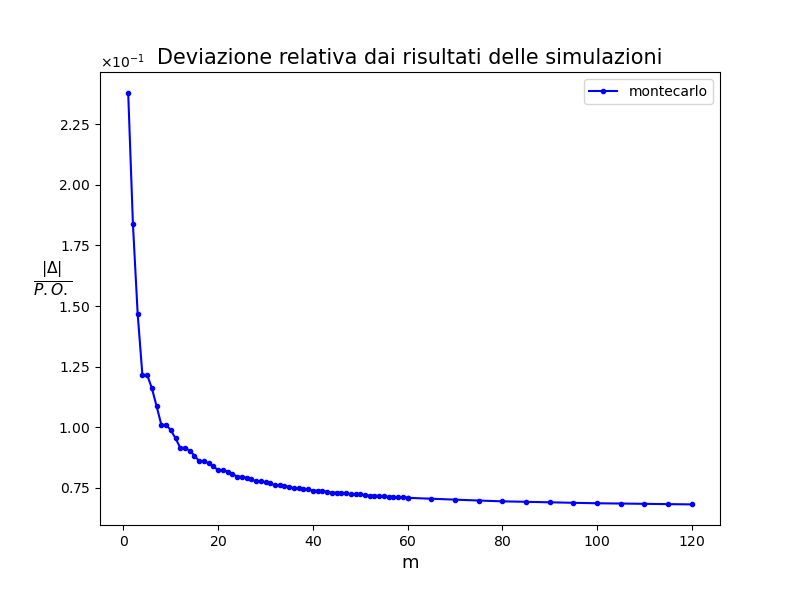 ×10⁻¹ Deviazione relativa dai risultati delle simulazioni
montecarlo
2.25
2.00
1.75
|Δ|
P.O.
1.50
1.25
1.00
0.75
0 20 40 60 80 100 120
m